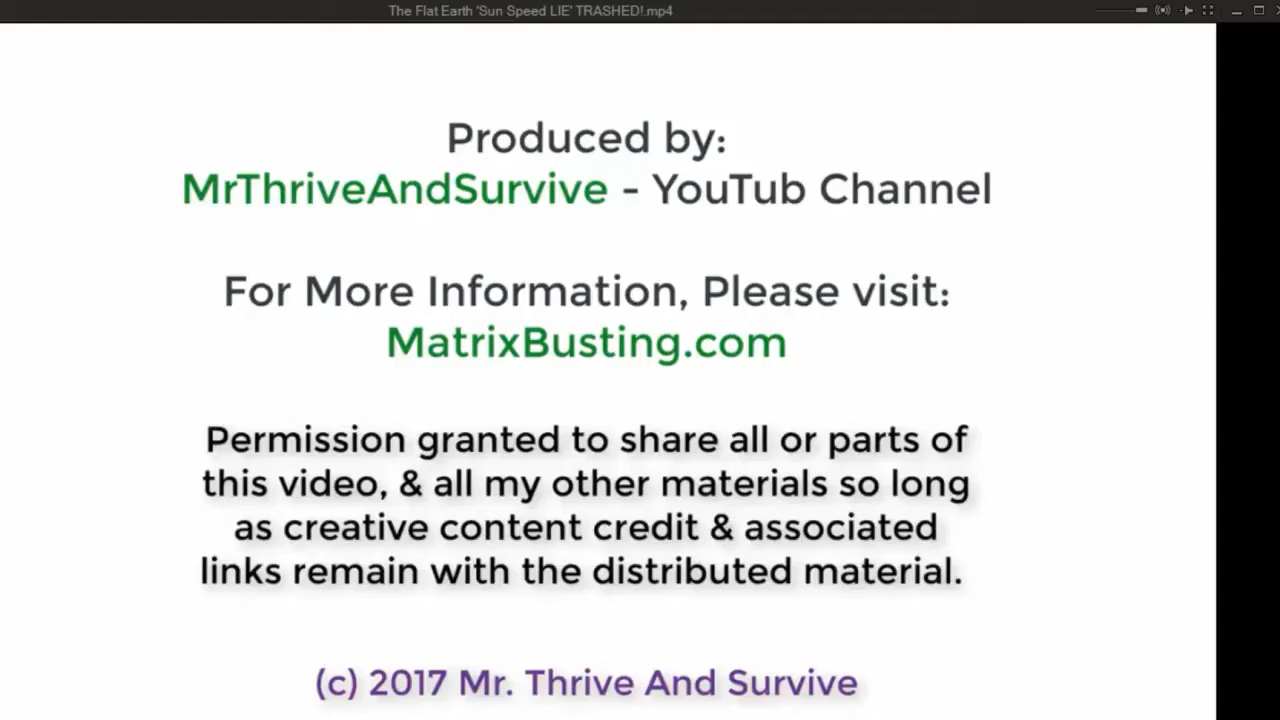 The Flat Earth 'Sun Speed LIE' TRASHED!.mp4
Produced by:
MrThriveAndSurvive - YouTub Channel
For More Information, Please visit:
MatrixBusting.com
Permission granted to share all or parts of
this video, & all my other materials so long
as creative content credit & associated
links remain with the distributed material.
(c) 2017 Mr. Thrive And Survive